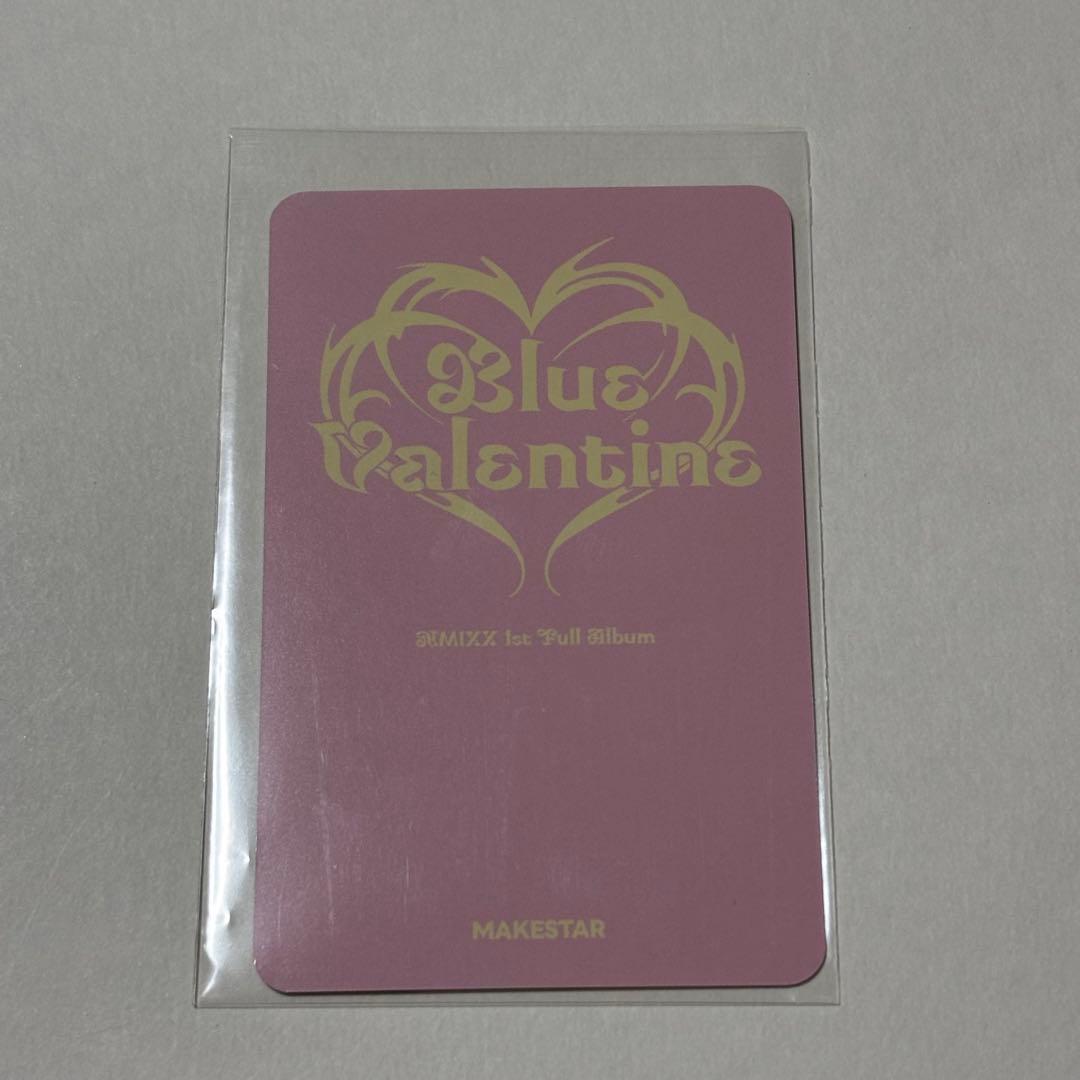 Blue
Valentine
NMIXX 1st Full Album
MAKESTAR